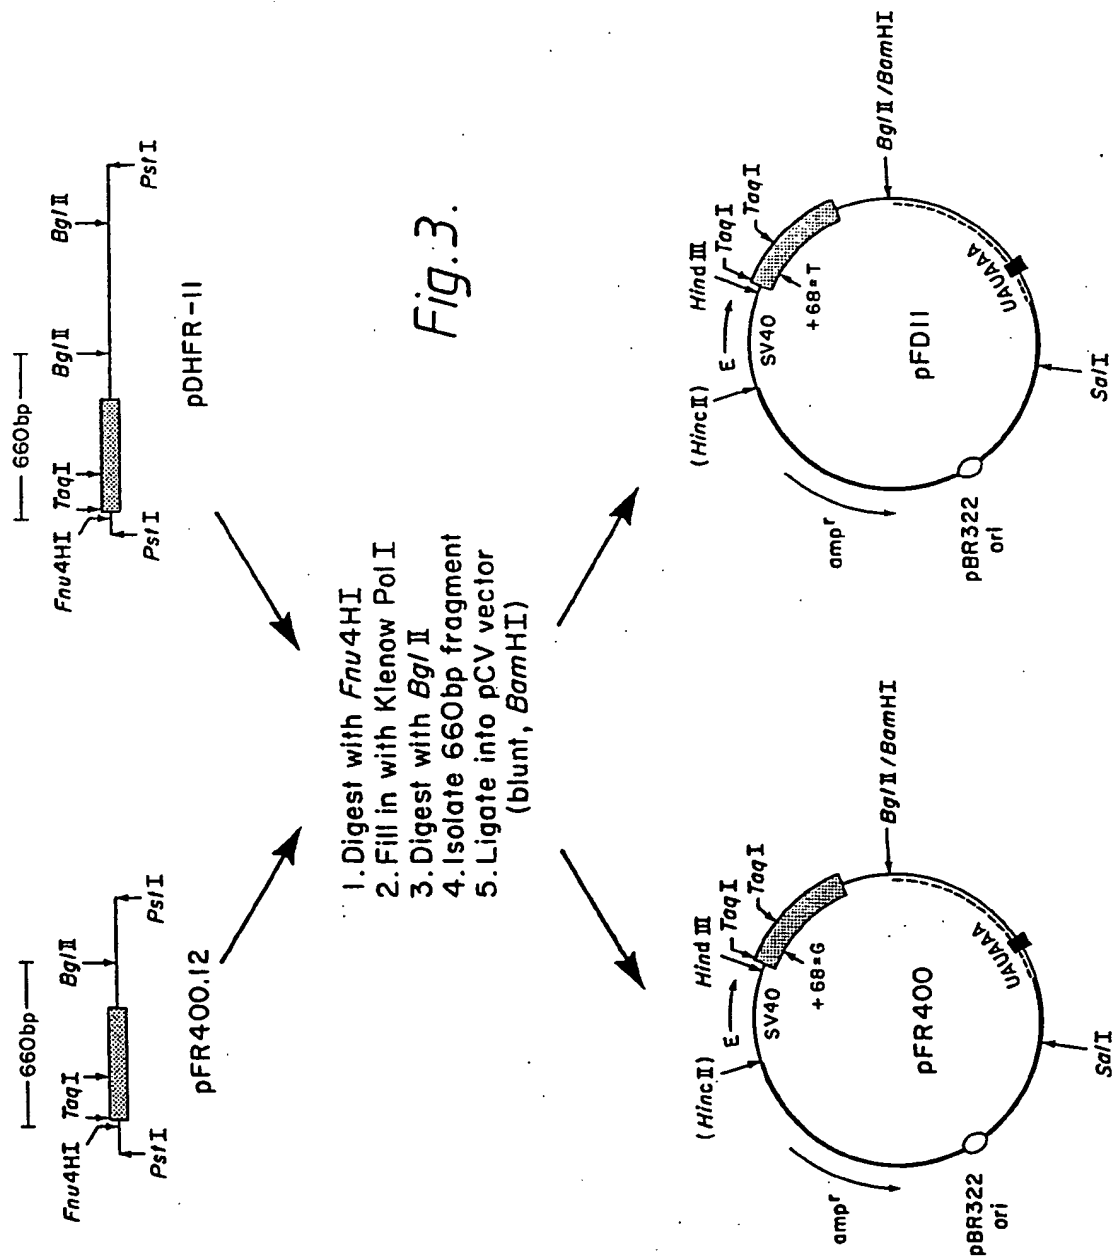 660bp
Fnu4HI
TaqI
BglII
PstI
PstI
pFR400.12
660bp
Fnu4HI
TaqI
BglII
BglII
PstI
PstI
pDHFR-11
1. Digest with Fnu4HI
2. Fill in with Klenow Pol I
3. Digest with Bgl II
4. Isolate 660bp fragment
5. Ligate into pCV vector
(blunt, BamHI)
Fig.3.
(HincII)
E
SV40
HindIII
TaqI
TaqI
+68=G
BglII/BamHI
pFR400
UAUAAA
SalI
pBR322
ori
ampr
(HincII)
E
SV40
HindIII
TaqI
TaqI
+68=T
BglII/BamHI
pFD11
UAUAAA
SalI
pBR322
ori
ampr